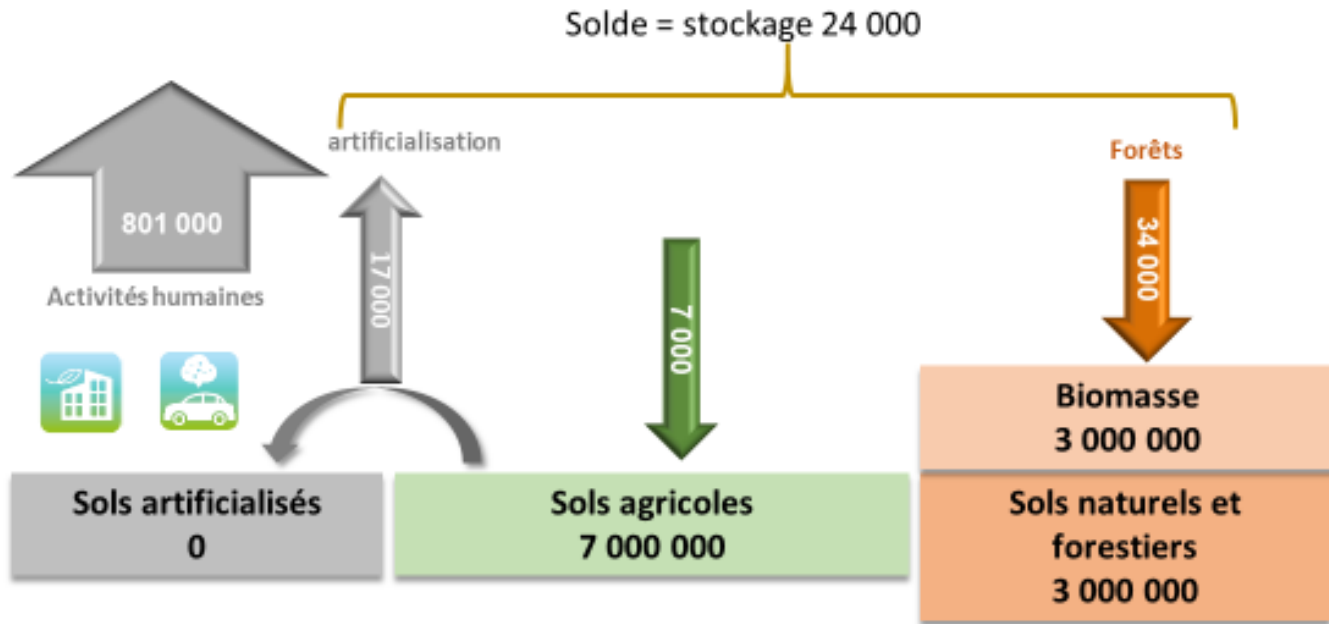 Solde = stockage 24 000
artificialisation
Forêts
801 000
17 000
7 000
34 000
Activités humaines
Biomasse
3 000 000
Sols artificialisés
0
Sols agricoles
7 000 000
Sols naturels et
forestiers
3 000 000